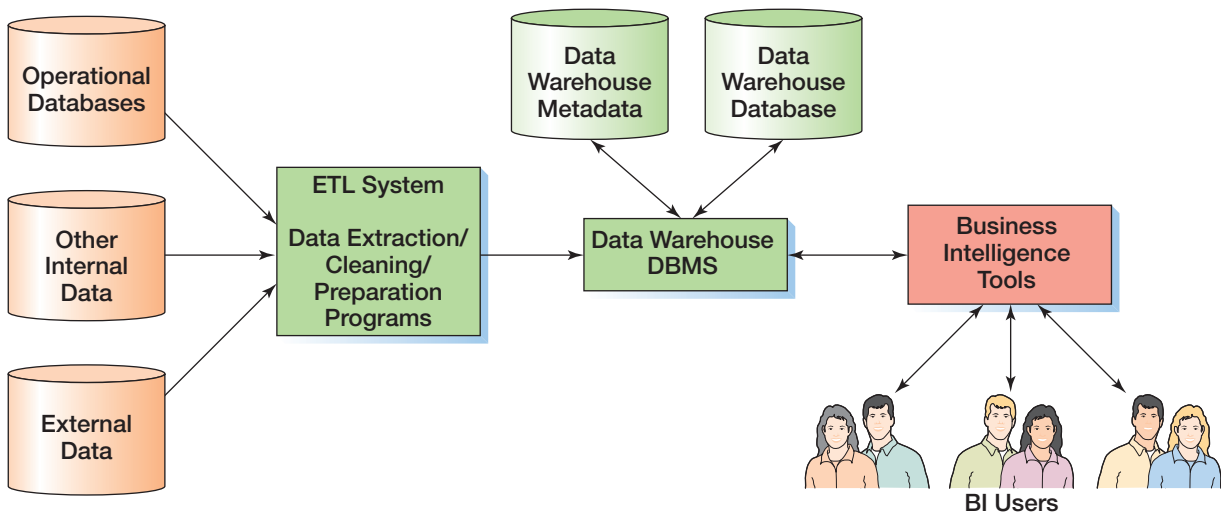 Operational
Databases
Other
Internal
Data
External
Data
ETL System
Data Extraction/
Cleaning/
Preparation
Programs
Data
Warehouse
Metadata
Data
Warehouse
Database
Data Warehouse
DBMS
Business
Intelligence
Tools
BI Users